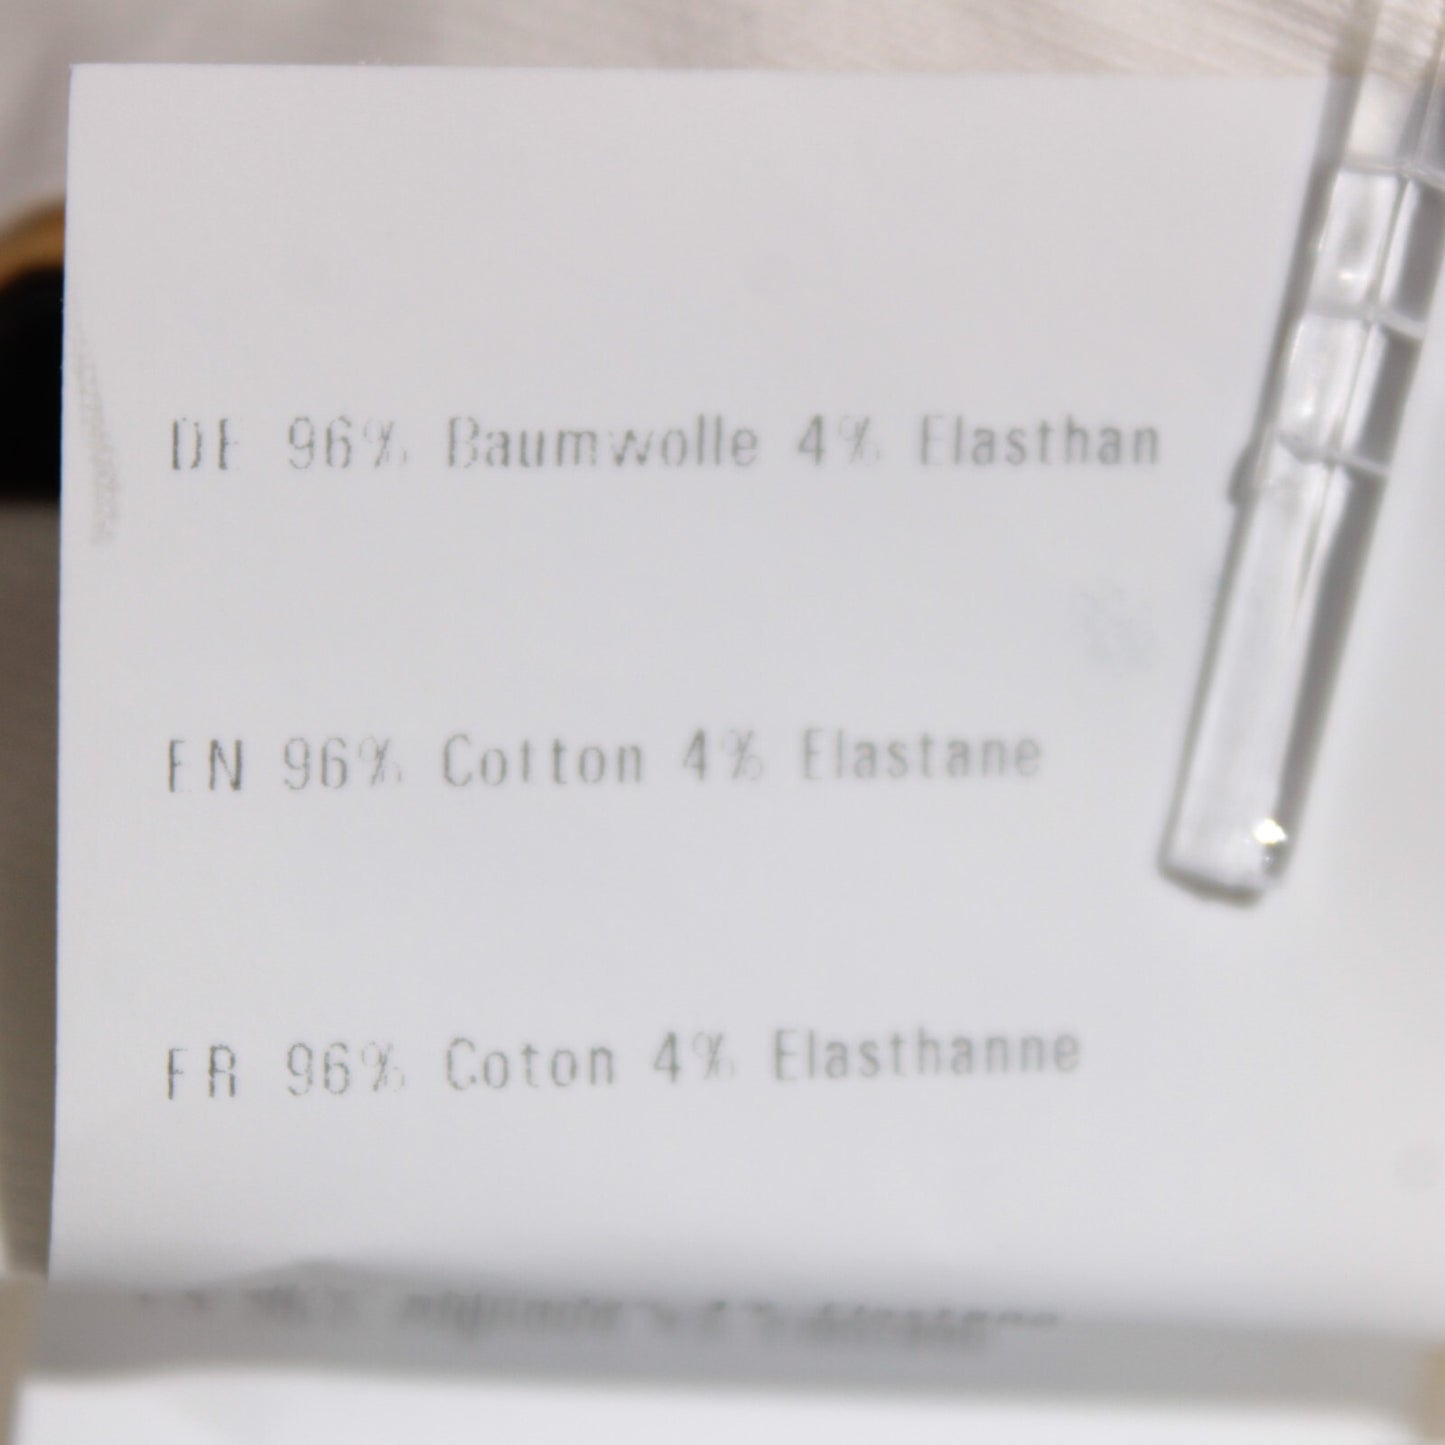 DE 96% Baumwolle 4% Elasthan
EN 96% Cotton 4% Elastane
FR 96% Coton 4% Elasthanne